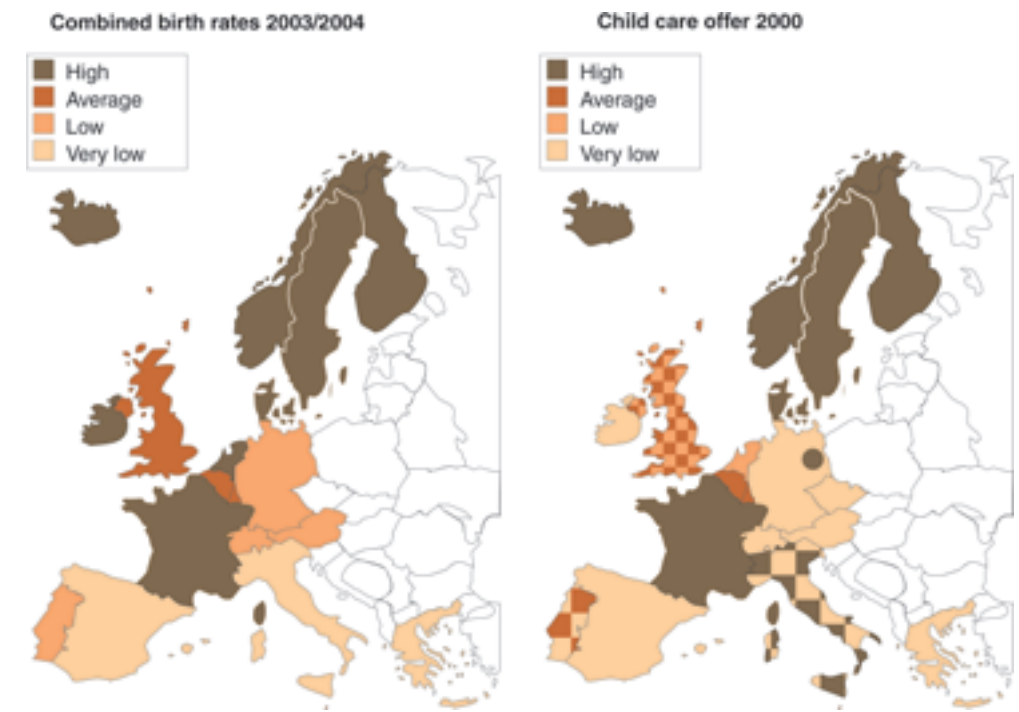 Combined birth rates 2003/2004
High
Average
Low
Very low
Child care offer 2000
High
Average
Low
Very low